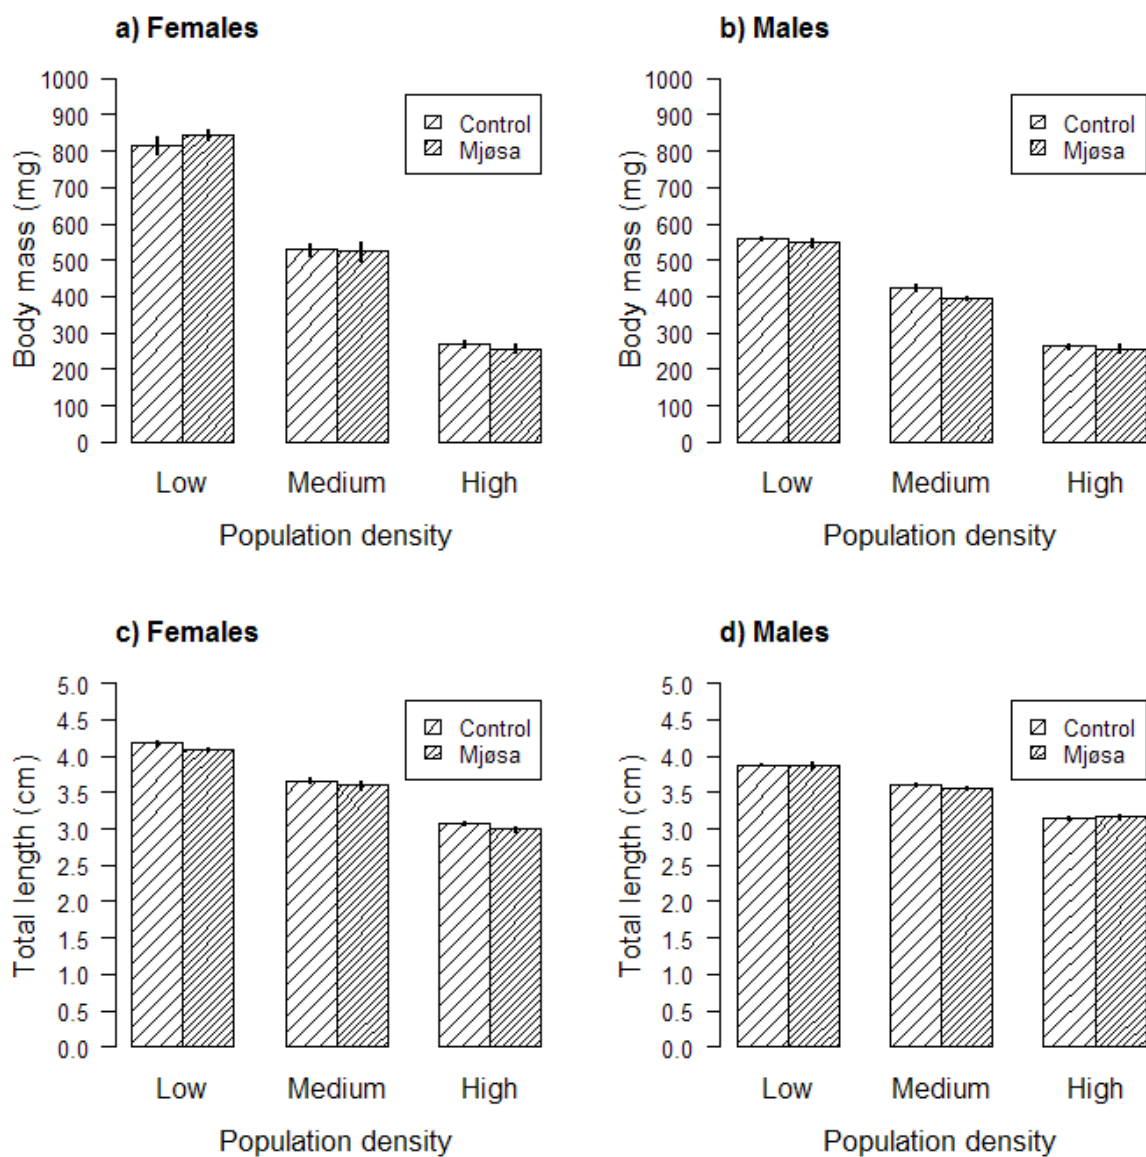 a) Females
Body mass (mg)
1000
900
800
700
600
500
400
300
200
100
0
Control
Mjøsa
Low Medium High
Population density
b) Males
Body mass (mg)
1000
900
800
700
600
500
400
300
200
100
0
Control
Mjøsa
Low Medium High
Population density
c) Females
Total length (cm)
5.0
4.5
4.0
3.5
3.0
2.5
2.0
1.5
1.0
0.5
0.0
Control
Mjøsa
Low Medium High
Population density
d) Males
Total length (cm)
5.0
4.5
4.0
3.5
3.0
2.5
2.0
1.5
1.0
0.5
0.0
Control
Mjøsa
Low Medium High
Population density